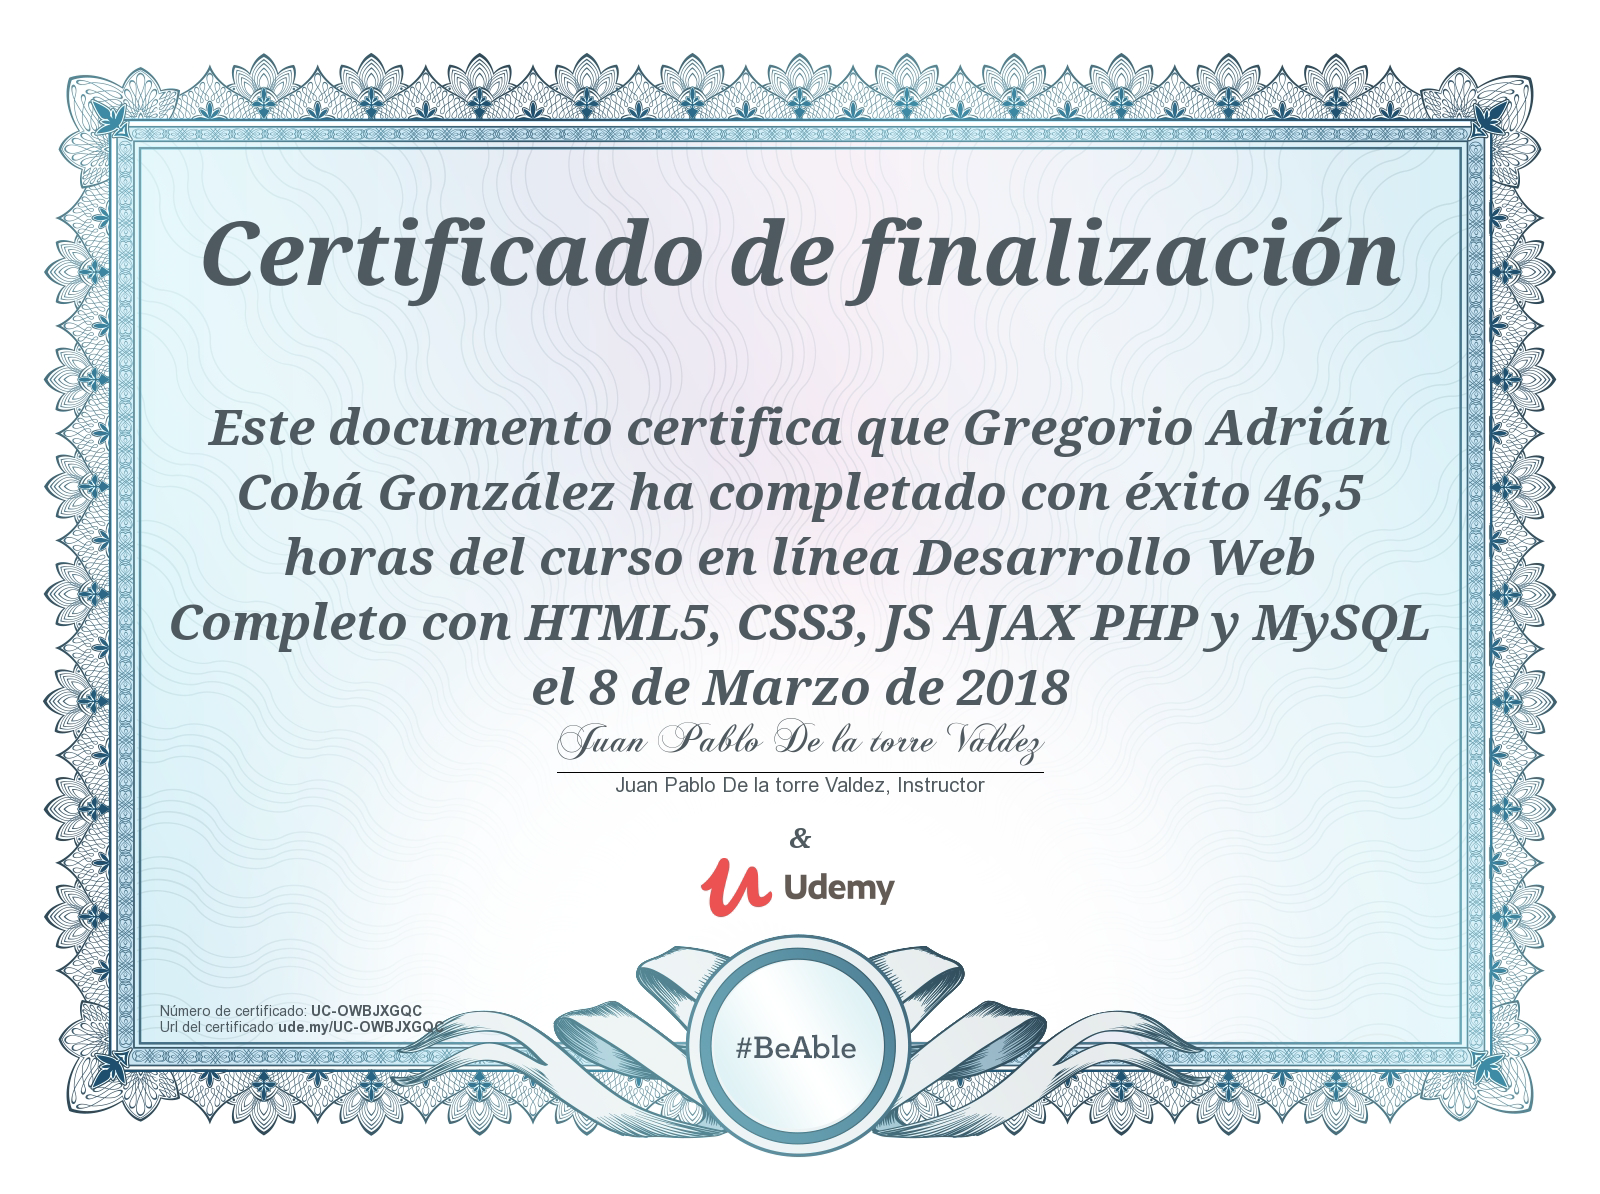 Certificado de finalización
Este documento certifica que Gregorio Adrián
Cobá González ha completado con éxito 46,5
horas del curso en línea Desarrollo Web
Completo con HTML5, CSS3, JS AJAX PHP y MySQL
el 8 de Marzo de 2018
Juan Pablo De la torre Valdez
Juan Pablo De la torre Valdez, Instructor
&
Udemy
Número de certificado: UC-OWBJXGQC
Url del certificado ude.my/UC-OWBJXGQC
#BeAble